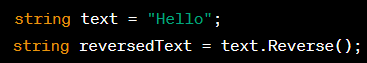 string text = "Hello";
string reversedText = text.Reverse();